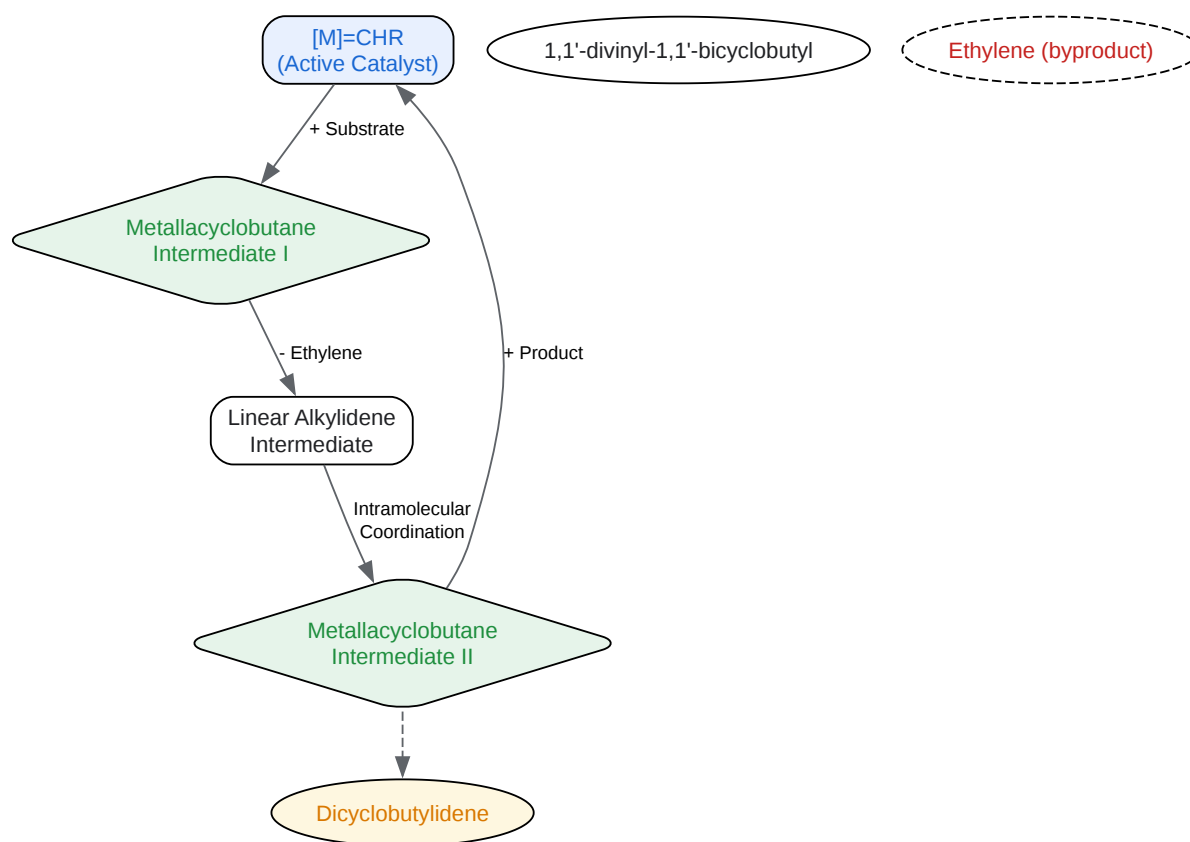 [M]=CHR
(Active Catalyst)
1,1'-divinyl-1,1'-bicyclobutyl
Ethylene (byproduct)
+ Substrate
Metallacyclobutane
Intermediate I
- Ethylene
+ Product
Linear Alkylidene
Intermediate
Intramolecular
Coordination
Metallacyclobutane
Intermediate II
Dicyclobutylidene